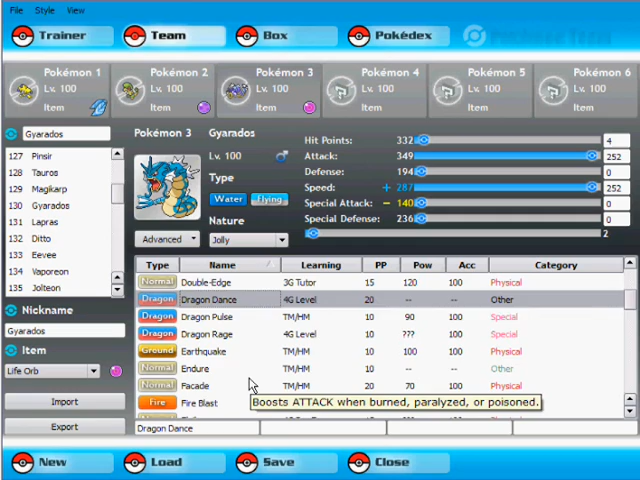 File Style View
Trainer Team Box Pokédex
Pokémon 1 Pokémon 2 Pokémon 3 Pokémon 4 Pokémon 5 Pokémon 6
Lv. 100 Lv. 100 Lv. 100 Lv. 100 Lv. 100 Lv. 100
Item Item Item Item Item Item
Gyarados
127 Pinsir
128 Tauros
129 Magikarp
130 Gyarados
131 Lapras
132 Ditto
133 Eevee
134 Vaporeon
135 Jolteon
Nickname
Gyarados
Item
Life Orb
Import
Export
Pokémon 3 Gyarados
Lv. 100
Type
Water Flying
Nature
Advanced Jolly
Hit Points: 332 4
Attack: 349 252
Defense: 194 0
Speed: + 287 252
Special Attack: - 140 0
Special Defense: 236 0
2
Type Name Learning PP Pow Acc Category
Normal Double-Edge 3G Tutor 15 120 100 Physical
Dragon Dragon Dance 4G Level 20 -- -- Other
Dragon Dragon Pulse TM/HM 10 90 100 Special
Dragon Dragon Rage 4G Level 10 ??? 100 Special
Ground Earthquake TM/HM 10 100 100 Physical
Normal Endure TM/HM 10 -- -- Other
Normal Facade TM/HM 20 70 100 Physical
Fire Fire Blast
Boosts ATTACK when burned, paralyzed, or poisoned.
Dragon Dance
New Load Save Close